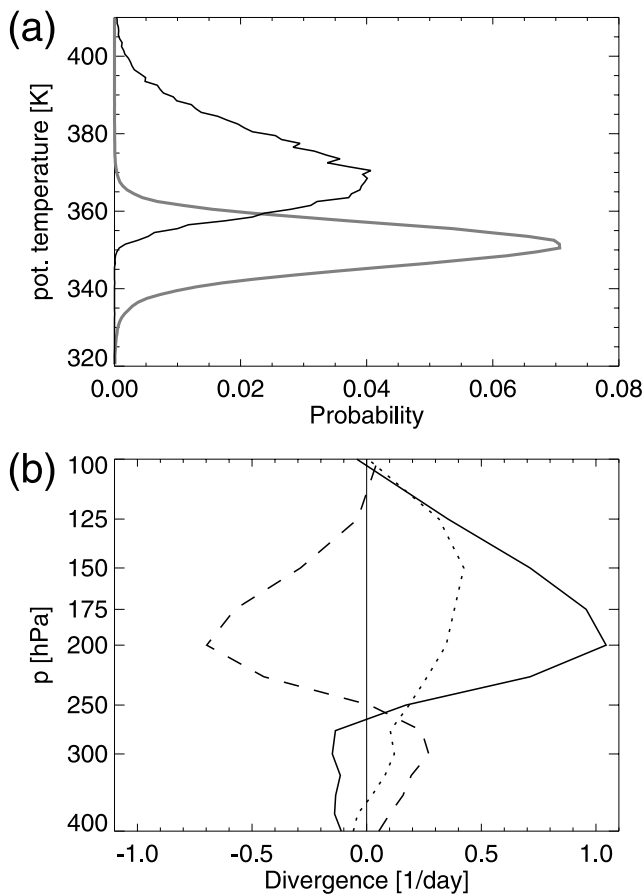 (a)
pot. temperature [K]
400
380
360
340
320
0.00 0.02 0.04 0.06 0.08
Probability
(b)
p [hPa]
100
125
150
175
200
250
300
400
-1.0 -0.5 0.0 0.5 1.0
Divergence [1/day]